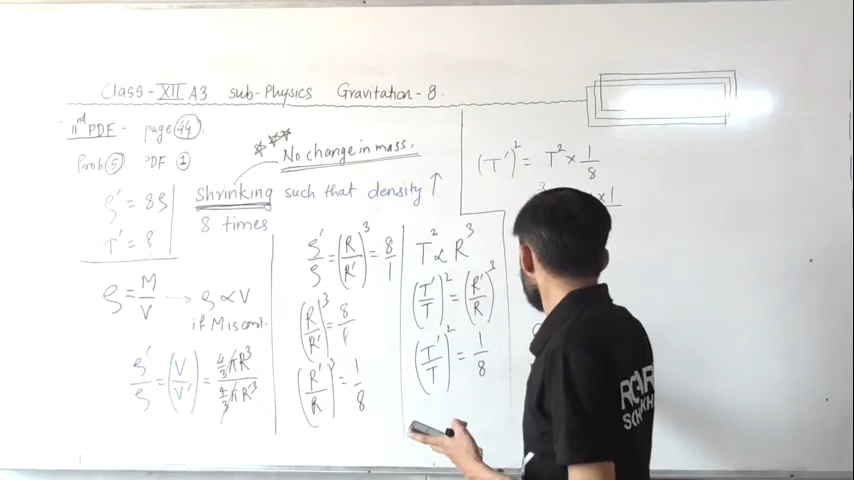 Class - XII A3 sub-Physics Gravitation - 8
IInd PDF - page 44
Prob 5 PDF 1
*** No change in mass.
shrinking such that density ↑
8 times
ρ' = 8ρ
T' = ?
ρ = M/V → ρ ∝ V
if M is const.
ρ'/ρ = (V/V') = (4/3 πR³)/(4/3 πR'³)
ρ'/ρ = (R/R')³ = 8/1
(R/R')³ = 8/1
(R'/R)³ = 1/8
T² ∝ R³
(T'/T)² = (R'/R)³
(T'/T)² = 1/8
(T')² = T² × 1/8
× 1